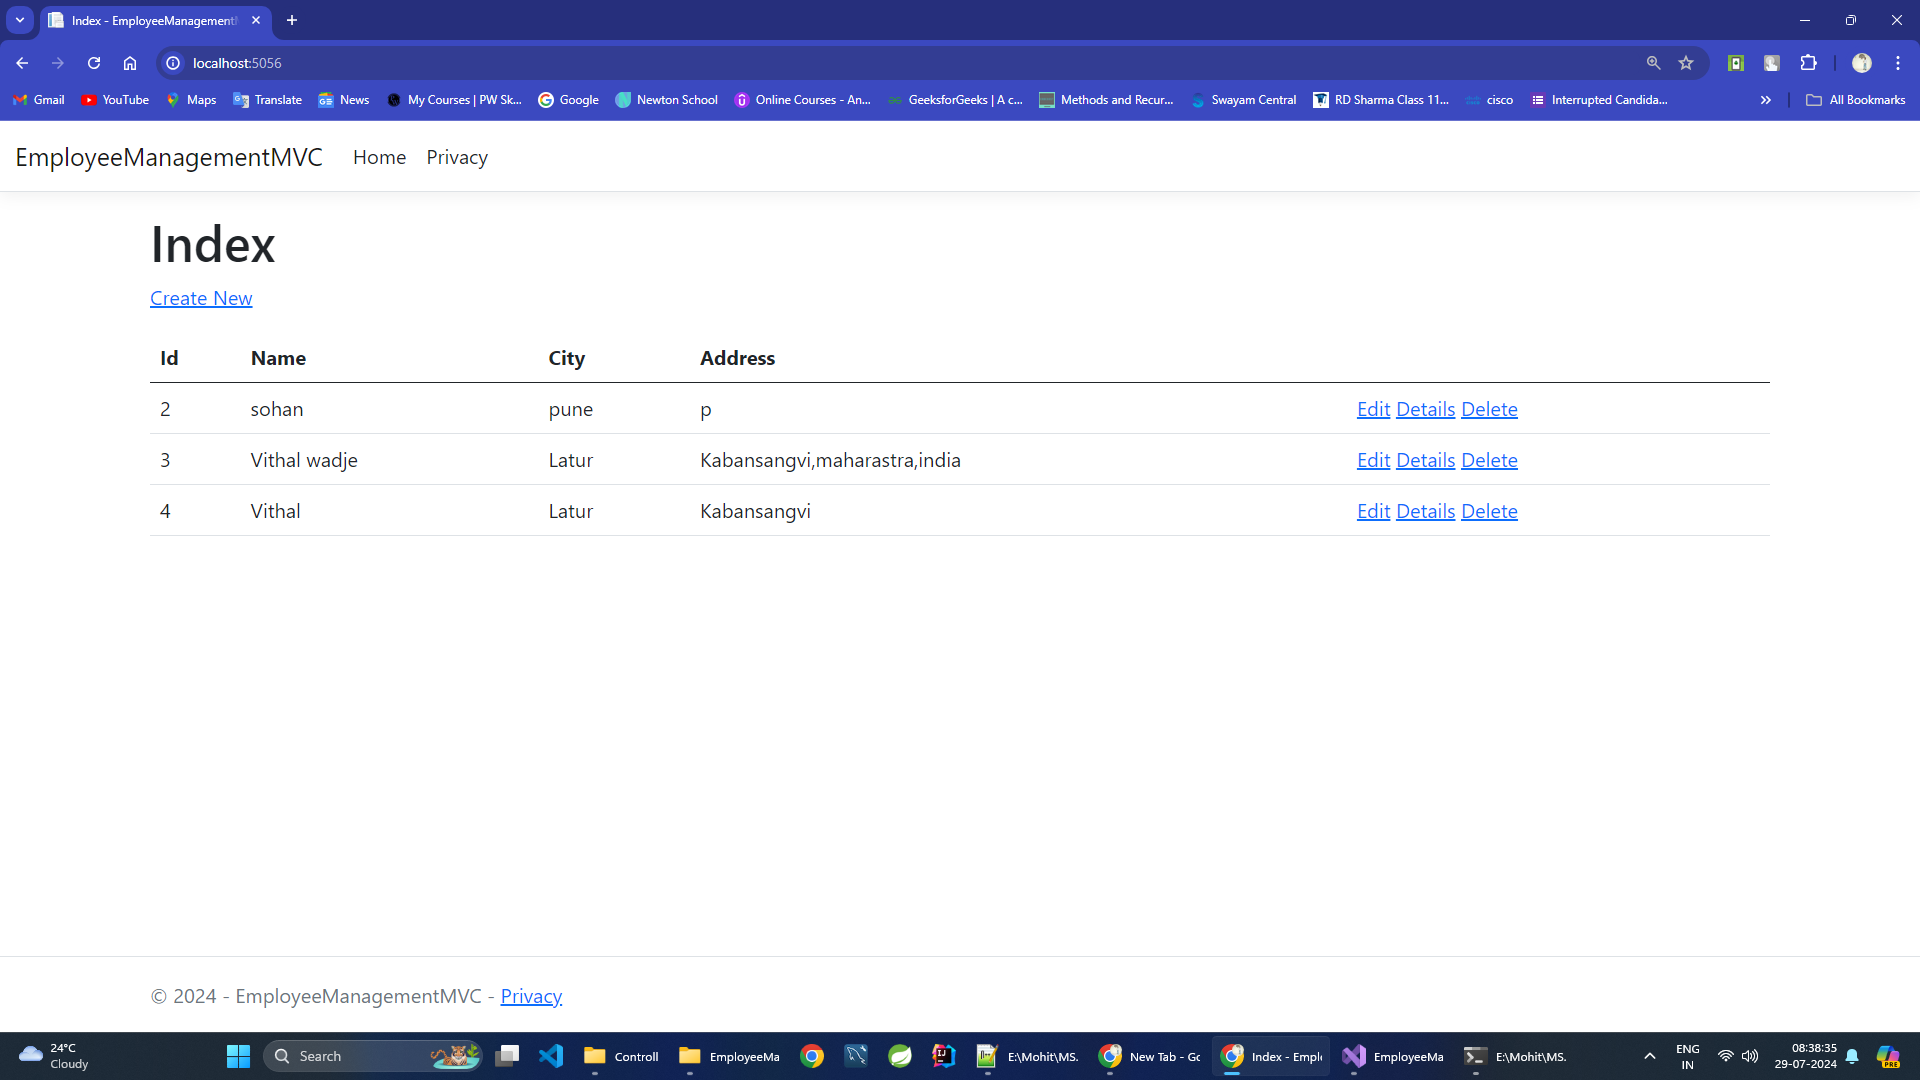 Index - EmployeeManagementM
localhost:5056
Gmail YouTube Maps Translate News My Courses | PW Sk... Google Newton School Online Courses - An... GeeksforGeeks | A c... Methods and Recur... Swayam Central RD Sharma Class 11... cisco Interrupted Candida... All Bookmarks
EmployeeManagementMVC Home Privacy
Index
Create New
Id Name City Address
2 sohan pune p Edit Details Delete
3 Vithal wadje Latur Kabansangvi,maharastra,india Edit Details Delete
4 Vithal Latur Kabansangvi Edit Details Delete
© 2024 - EmployeeManagementMVC - Privacy
24°C
Cloudy
Search
Controll
EmployeeMa
E:\Mohit\MS.
New Tab - Go
Index - Empl
EmployeeMa
E:\Mohit\MS.
ENG
IN
08:38:35
29-07-2024
PRE